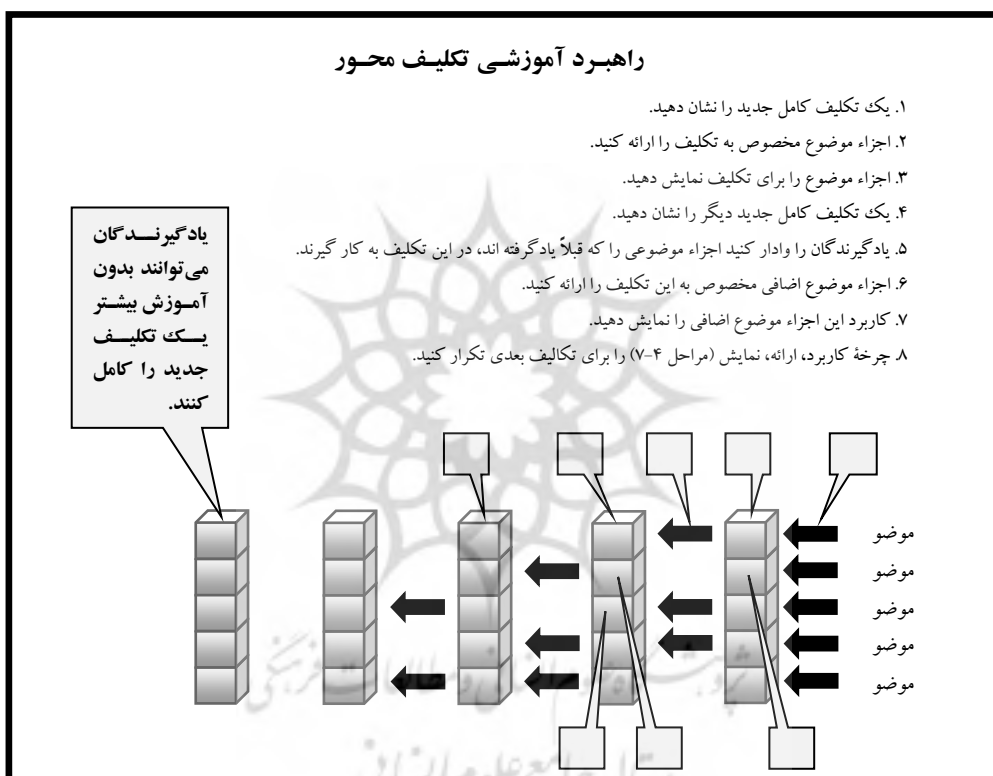 راهبرد آموزشی تکلیف محور
۱. یک تکلیف کامل جدید را نشان دهید.
۲. اجزاء موضوع مخصوص به تکلیف را ارائه کنید.
۳. اجزاء موضوع را برای تکلیف نمایش دهید.
۴. یک تکلیف کامل جدید دیگر را نشان دهید.
۵. یادگیرندگان را وادار کنید اجزاء موضوعی را که قبلاً یادگرفته اند، در این تکلیف به کار گیرند.
۶. اجزاء موضوع اضافی مخصوص به این تکلیف را ارائه کنید.
۷. کاربرد این اجزاء موضوع اضافی را نمایش دهید.
۸. چرخهٔ کاربرد، ارائه، نمایش (مراحل ۴-۷) را برای تکالیف بعدی تکرار کنید.
یادگیرندگان
می‌توانند بدون
آموزش بیشتر
یک تکلیف
جدید را کامل
کنند.
موضو
موضو
موضو
موضو
موضو
پژوهشگاه علوم انسانی و مطالعات فرهنگی